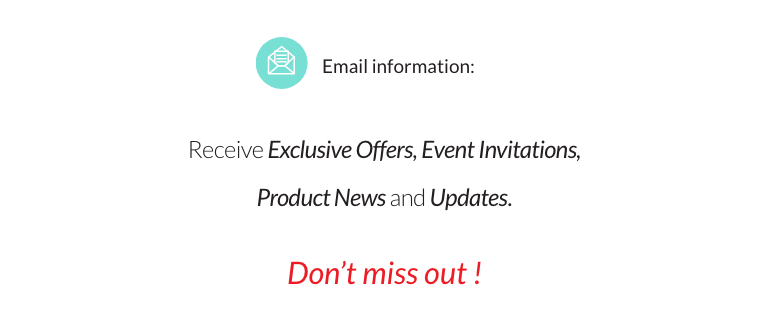 Email information:
Receive Exclusive Offers, Event Invitations,
Product News and Updates.
Don’t miss out !